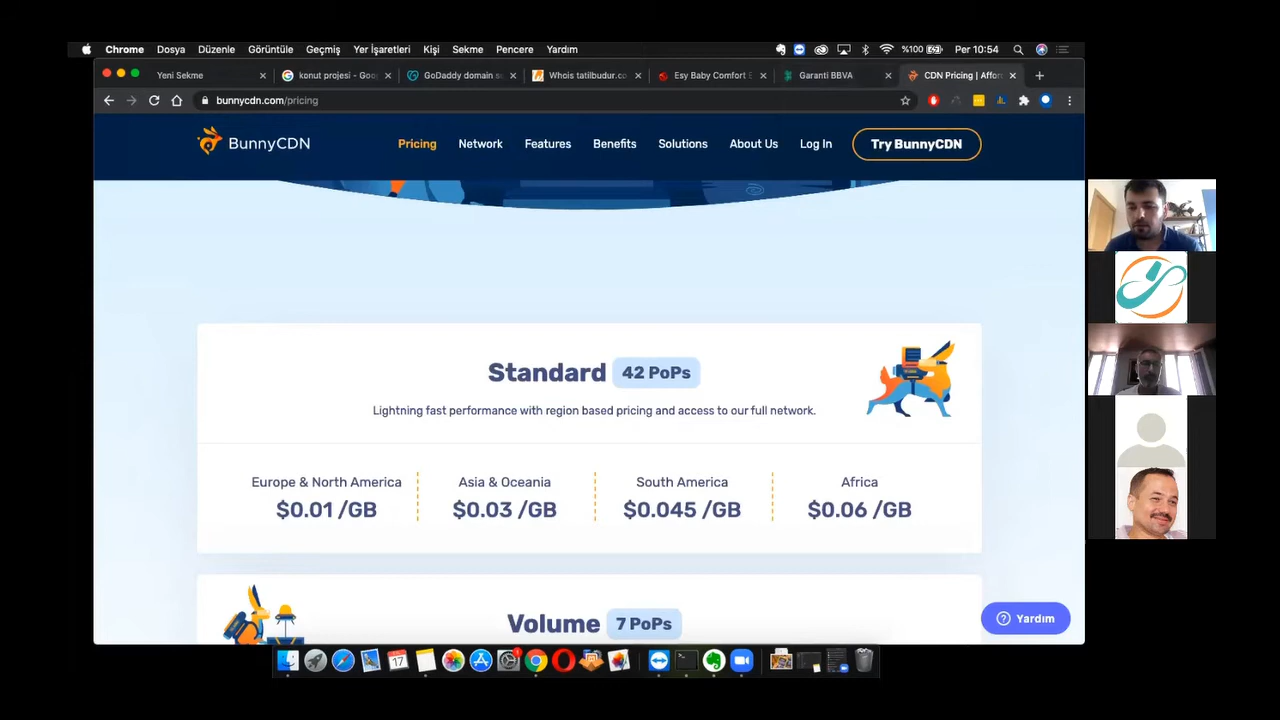 Chrome Dosya Düzenle Görüntüle Geçmiş Yer İşaretleri Kişi Sekme Pencere Yardım %100 Per 10:54
Yeni Sekme konut projesi - Goo GoDaddy domain s Whois tatilbudur.co Esy Baby Comfort E Garanti BBVA CDN Pricing | Affor
bunnycdn.com/pricing
BunnyCDN Pricing Network Features Benefits Solutions About Us Log In Try BunnyCDN
Standard 42 PoPs
Lightning fast performance with region based pricing and access to our full network.
Europe & North America Asia & Oceania South America Africa
$0.01 /GB $0.03 /GB $0.045 /GB $0.06 /GB
Volume 7 PoPs
Yardım
17